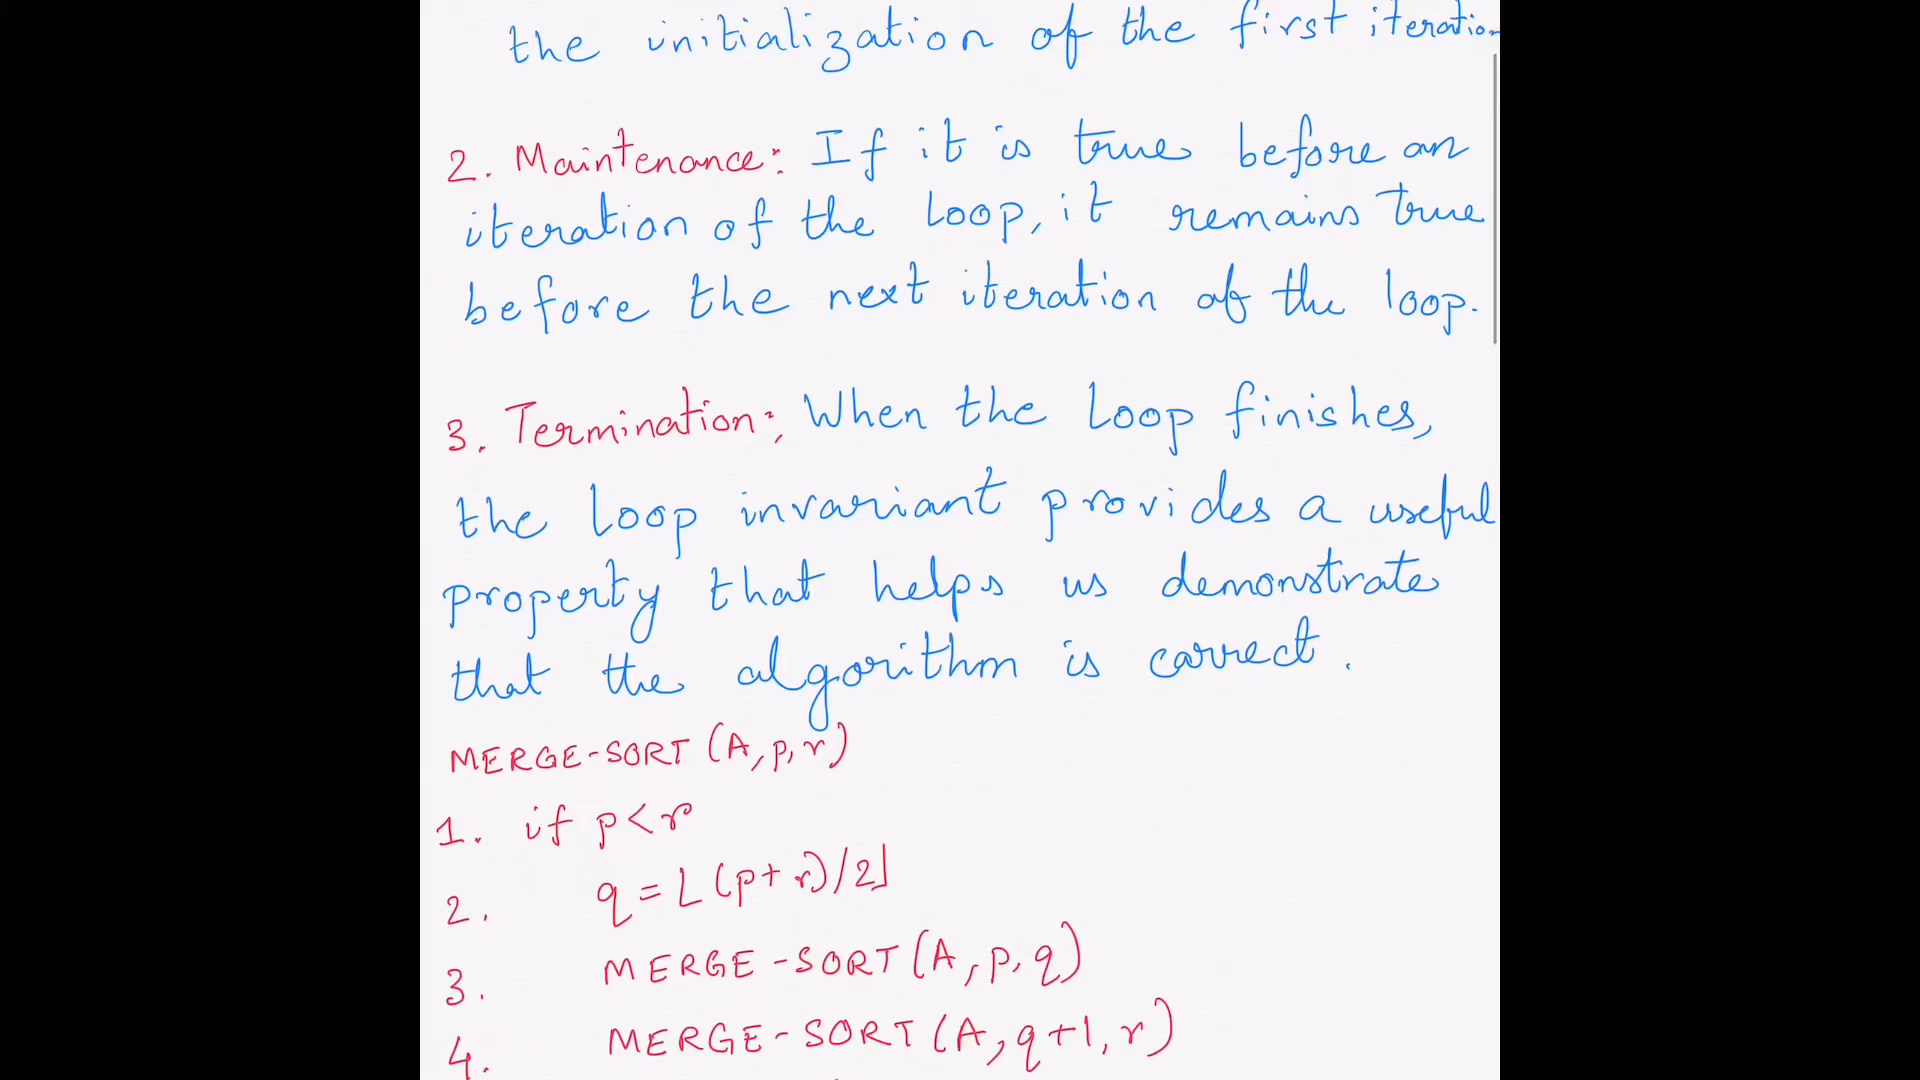 the initialization of the first iteration
2. Maintenance: If it is true before an
iteration of the loop, it remains true
before the next iteration of the loop.
3. Termination: When the loop finishes,
the loop invariant provides a useful
property that helps us demonstrate
that the algorithm is correct.
MERGE-SORT (A, p, r)
1. if p < r
2. q = ⌊(p + r)/2⌋
3. MERGE-SORT (A, p, q)
4. MERGE-SORT (A, q+1, r)